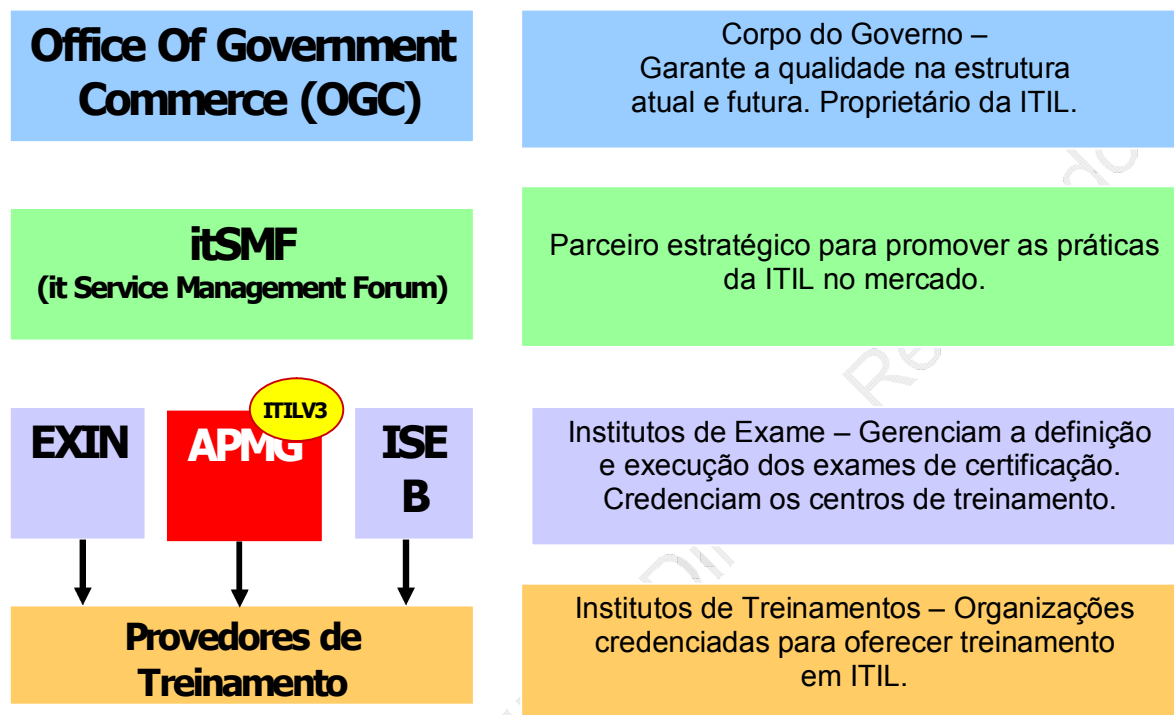 Office Of Government
Commerce (OGC)
Corpo do Governo –
Garante a qualidade na estrutura
atual e futura. Proprietário da ITIL.
itSMF
(it Service Management Forum)
Parceiro estratégico para promover as práticas
da ITIL no mercado.
ITILV3
EXIN
APMG
ISE
B
Institutos de Exame – Gerenciam a definição
e execução dos exames de certificação.
Credenciam os centros de treinamento.
Provedores de
Treinamento
Institutos de Treinamentos – Organizações
credenciadas para oferecer treinamento
em ITIL.